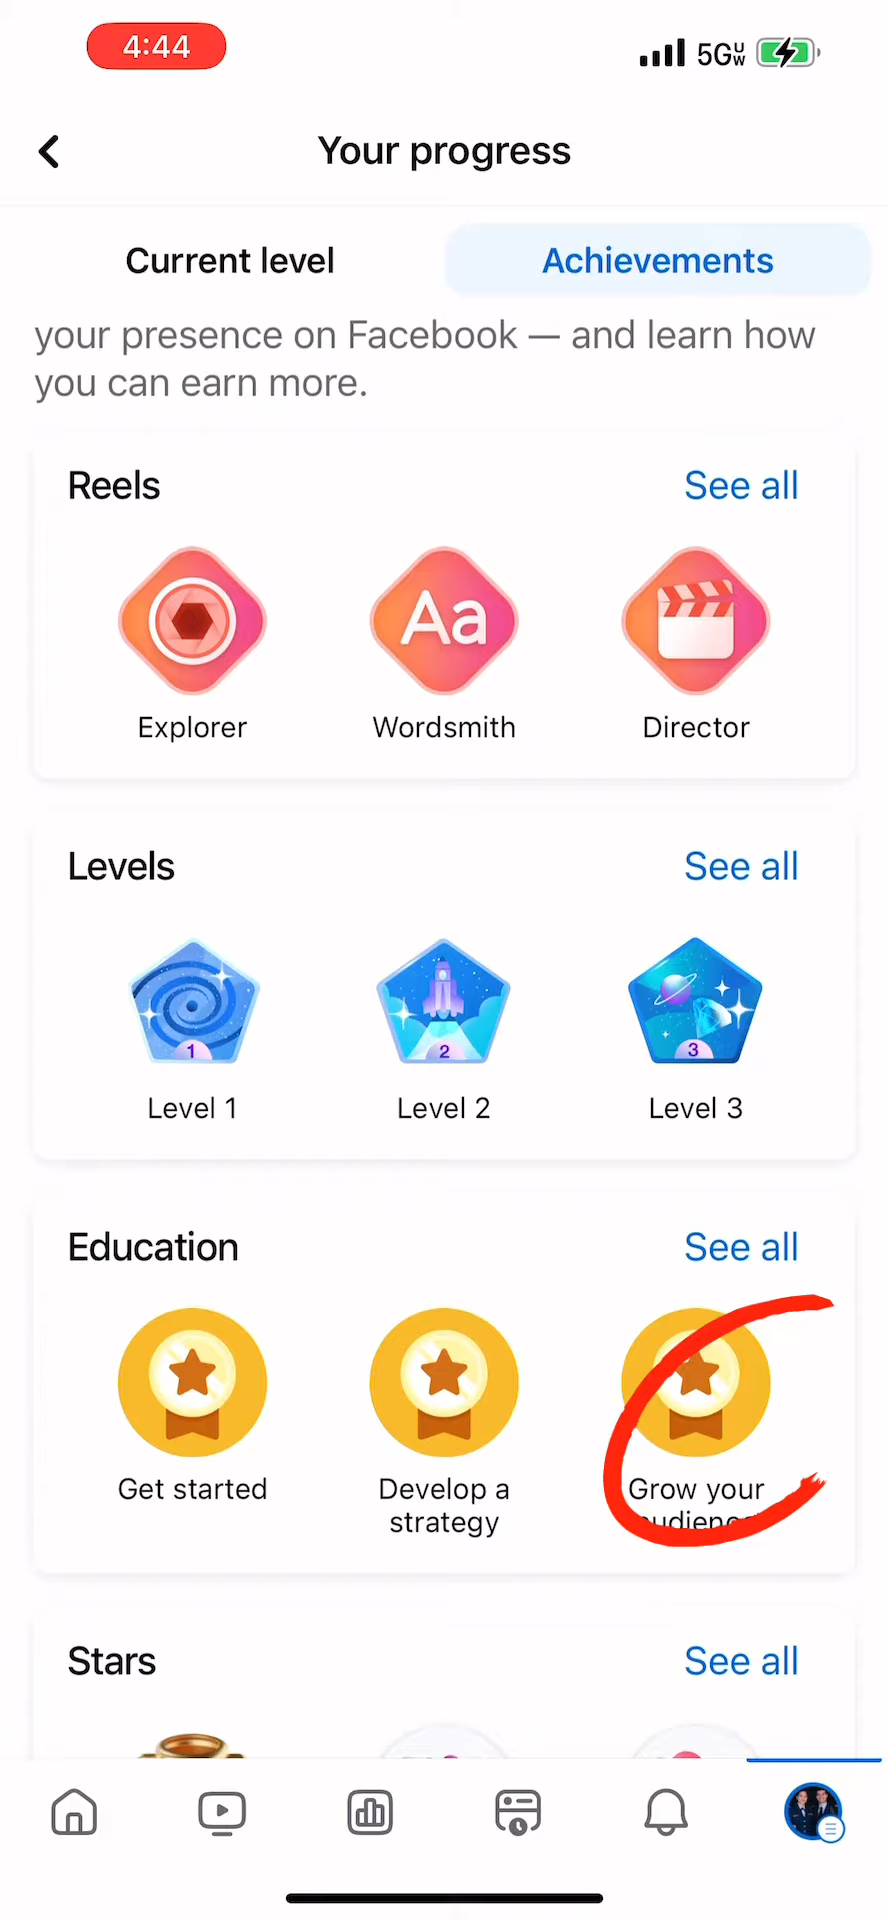 4:44
5G UW
Your progress
Current level
Achievements
your presence on Facebook — and learn how
you can earn more.
Reels
See all
Aa
Explorer
Wordsmith
Director
Levels
See all
1
2
3
Level 1
Level 2
Level 3
Education
See all
Get started
Develop a
strategy
Grow your
audience
Stars
See all